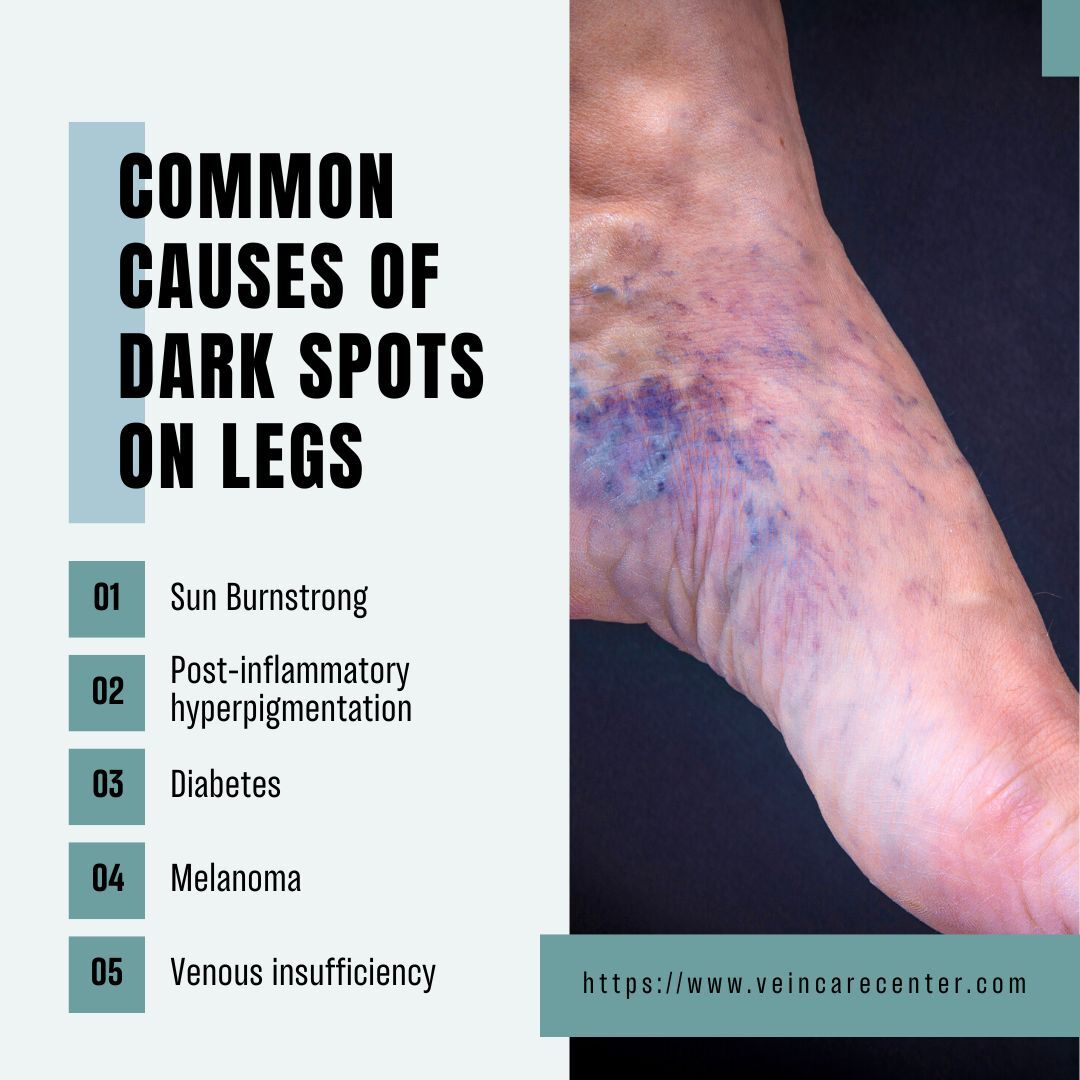 COMMON
CAUSES OF
DARK SPOTS
ON LEGS
01 Sun Burnstrong
02 Post-inflammatory
hyperpigmentation
03 Diabetes
04 Melanoma
05 Venous insufficiency
https://www.veincarecenter.com